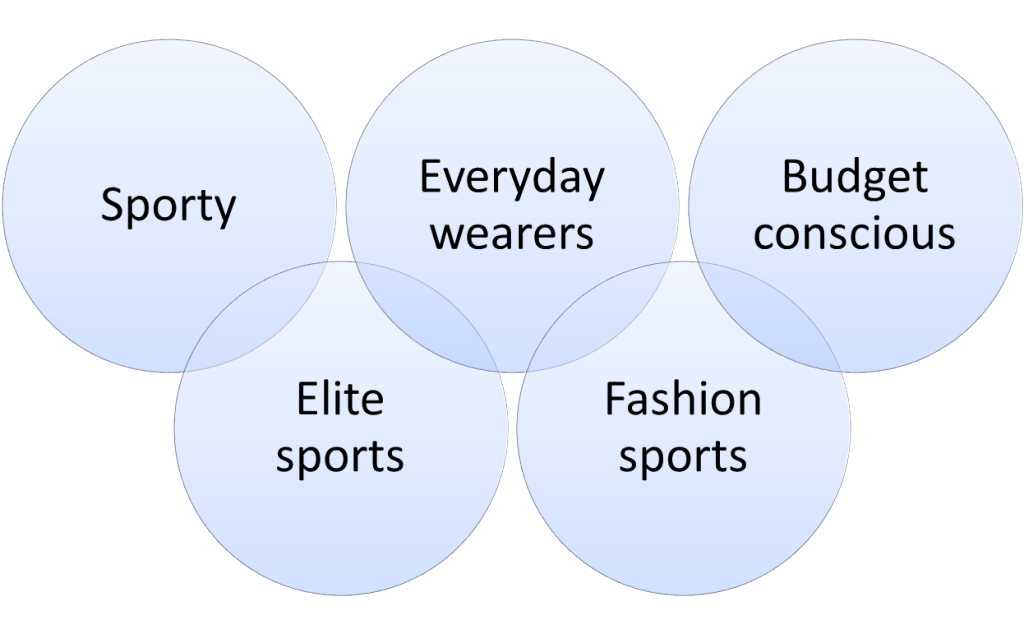 Sporty
Everyday
wearers
Budget
conscious
Elite
sports
Fashion
sports